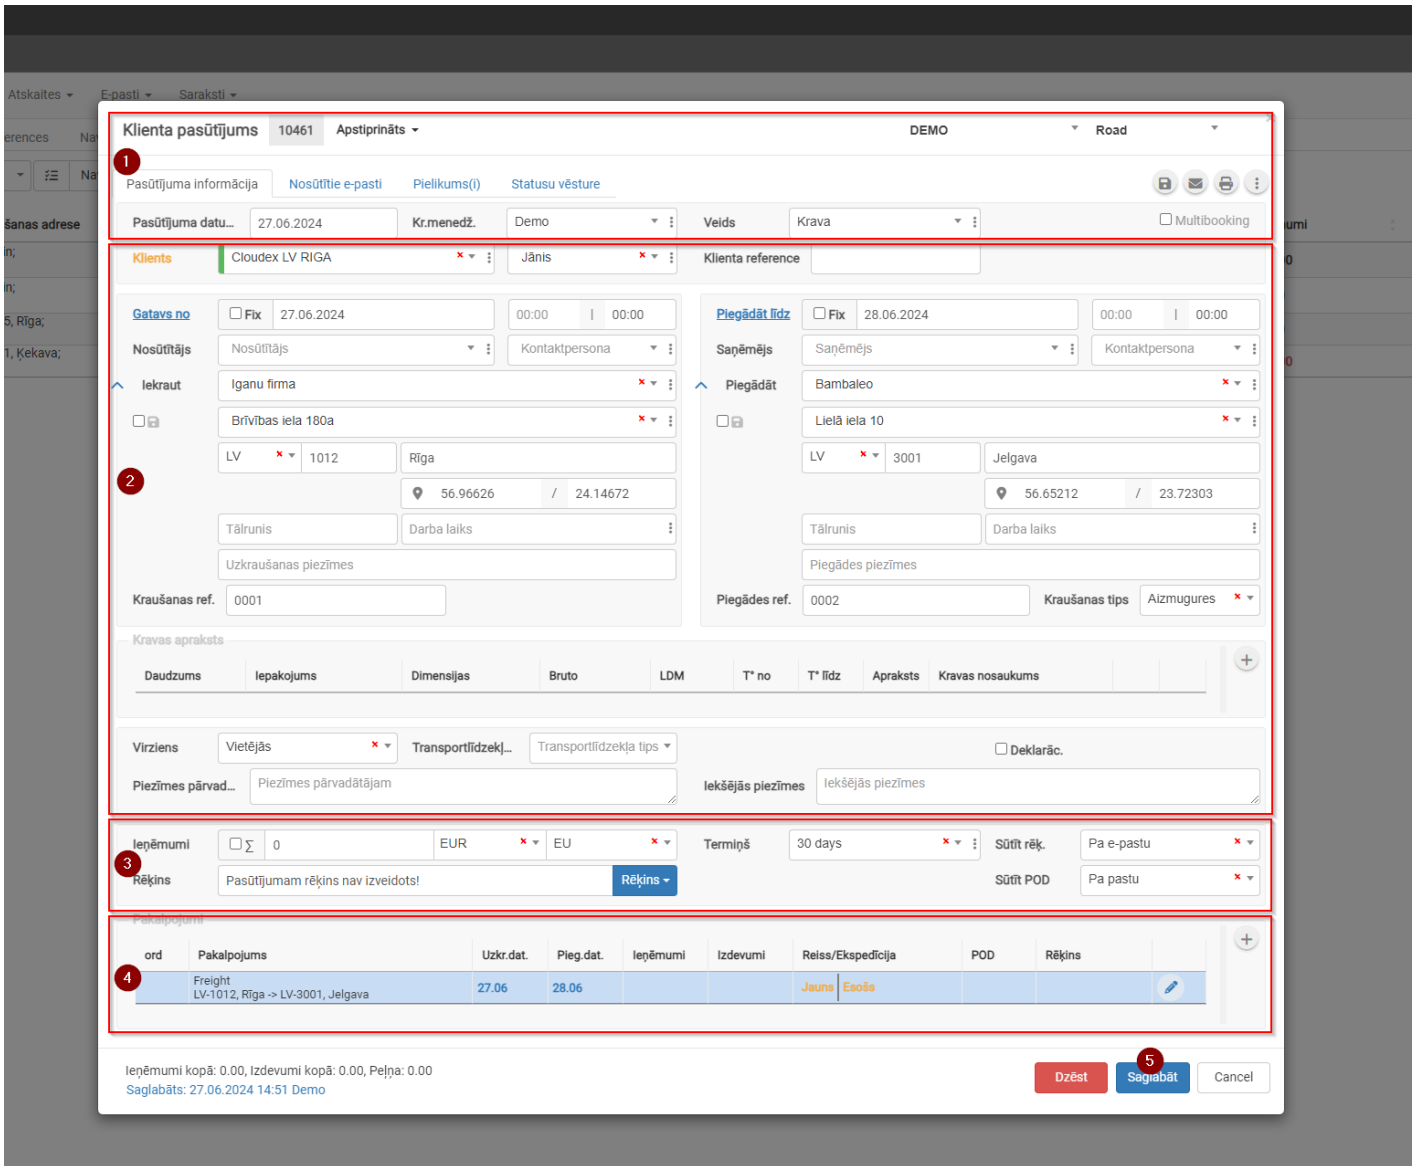 Atskaites E-pasti Saraksti
erences Nav
Klienta pasūtījums 10461 Apstiprināts DEMO Road
1
Na
Pasūtījuma informācija Nosūtītie e-pasti Pielikums(i) Statusu vēsture
šanas adrese
Pasūtījuma datu... 27.06.2024 Kr.menedž. Demo Veids Krava Multibooking
umi
in;
Klients Cloudex LV RIGA Jānis Klienta reference
in;
Gatavs no Fix 27.06.2024 00:00 | 00:00 Piegādāt līdz Fix 28.06.2024 00:00 | 00:00
5, Rīga;
Nosūtītājs Nosūtītājs Kontaktpersona Saņēmējs Saņēmējs Kontaktpersona
1, Ķekava;
Iekraut Iganu firma Piegādāt Bambaleo
Brīvības iela 180a Lielā iela 10
LV 1012 Rīga LV 3001 Jelgava
2
56.96626 / 24.14672 56.65212 / 23.72303
Tālrunis Darba laiks Tālrunis Darba laiks
Uzkraušanas piezīmes Piegādes piezīmes
Kraušanas ref. 0001 Piegādes ref. 0002 Kraušanas tips Aizmugures
Kravas apraksts
Daudzums Iepakojums Dimensijas Bruto LDM T° no T° līdz Apraksts Kravas nosaukums
Virziens Vietējās Transportlīdzekļ... Transportlīdzekļa tips Deklarāc.
Piezīmes pārvad... Piezīmes pārvadātājam Iekšējās piezīmes Iekšējās piezīmes
Ieņēmumi ∑ 0 EUR EU Termiņš 30 days Sūtīt rēķ. Pa e-pastu
3
Rēķins Pasūtījumam rēķins nav izveidots! Rēķins Sūtīt POD Pa pastu
Pakalpojumi
ord Pakalpojums Uzkr.dat. Pieg.dat. Ieņēmumi Izdevumi Reiss/Ekspedīcija POD Rēķins
4
Freight
LV-1012, Rīga -> LV-3001, Jelgava 27.06 28.06 Jauns Esošs
Ieņēmumi kopā: 0.00, Izdevumi kopā: 0.00, Peļņa: 0.00
Saglabāts: 27.06.2024 14:51 Demo
5
Dzēst Saglabāt Cancel